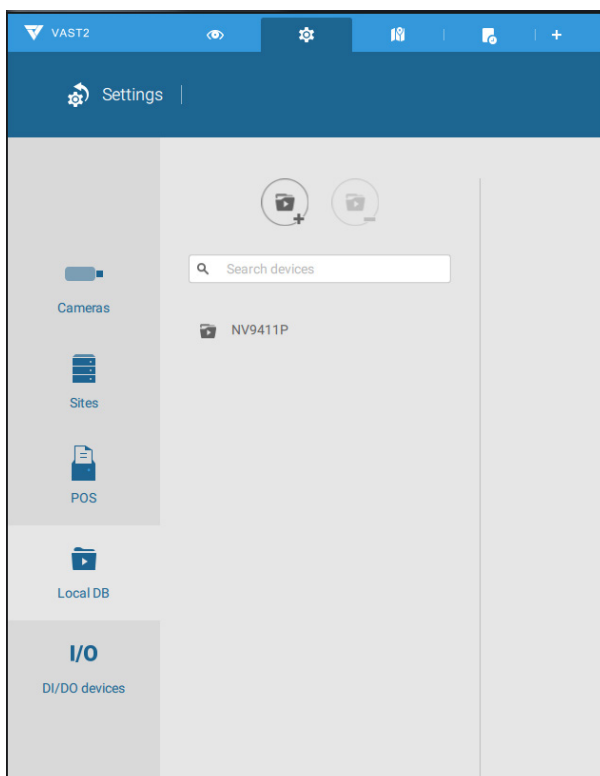 VAST2
Settings
Search devices
Cameras
NV9411P
Sites
POS
Local DB
I/O
DI/DO devices